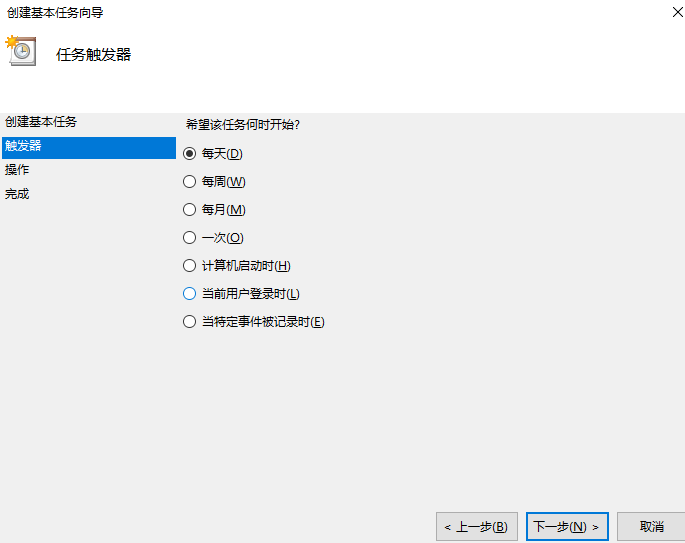 创建基本任务向导
任务触发器
创建基本任务
触发器
操作
完成
希望该任务何时开始?
每天(D)
每周(W)
每月(M)
一次(O)
计算机启动时(H)
当前用户登录时(L)
当特定事件被记录时(E)
< 上一步(B)
下一步(N) >
取消